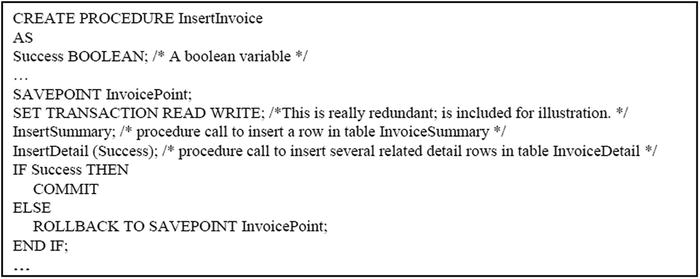 CREATE PROCEDURE InsertInvoice
AS
Success BOOLEAN; /* A boolean variable */
…
SAVEPOINT InvoicePoint;
SET TRANSACTION READ WRITE; /*This is really redundant; is included for illustration. */
InsertSummary; /* procedure call to insert a row in table InvoiceSummary */
InsertDetail (Success); /* procedure call to insert several related detail rows in table InvoiceDetail */
IF Success THEN
COMMIT
ELSE
ROLLBACK TO SAVEPOINT InvoicePoint;
END IF;
…